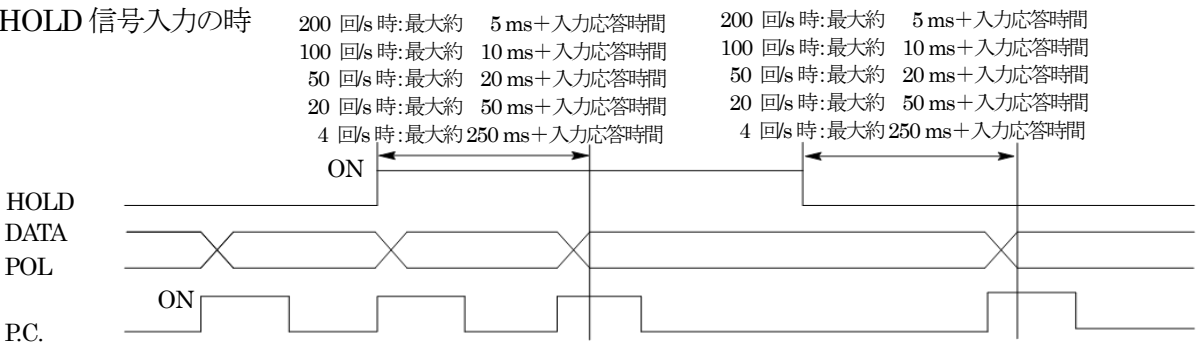 HOLD 信号入力の時
200 回/s 時:最大約 5 ms＋入力応答時間
100 回/s 時:最大約 10 ms＋入力応答時間
50 回/s 時:最大約 20 ms＋入力応答時間
20 回/s 時:最大約 50 ms＋入力応答時間
4 回/s 時:最大約 250 ms＋入力応答時間
200 回/s 時:最大約 5 ms＋入力応答時間
100 回/s 時:最大約 10 ms＋入力応答時間
50 回/s 時:最大約 20 ms＋入力応答時間
20 回/s 時:最大約 50 ms＋入力応答時間
4 回/s 時:最大約 250 ms＋入力応答時間
ON
HOLD
DATA
POL
ON
P.C.